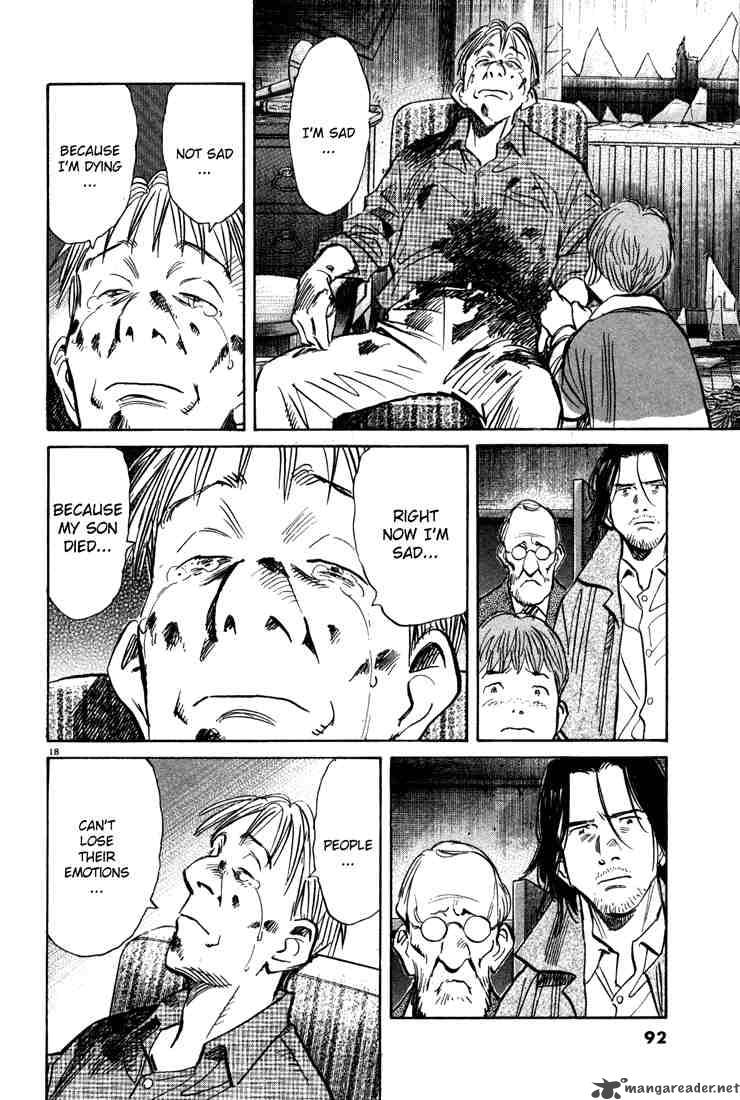 I'M SAD
...
NOT SAD
...
BECAUSE
I'M DYING
...
RIGHT
NOW I'M
SAD...
BECAUSE
MY SON
DIED...
18
PEOPLE
...
CAN'T
LOSE
THEIR
EMOTIONS
...
92
mangareader.net